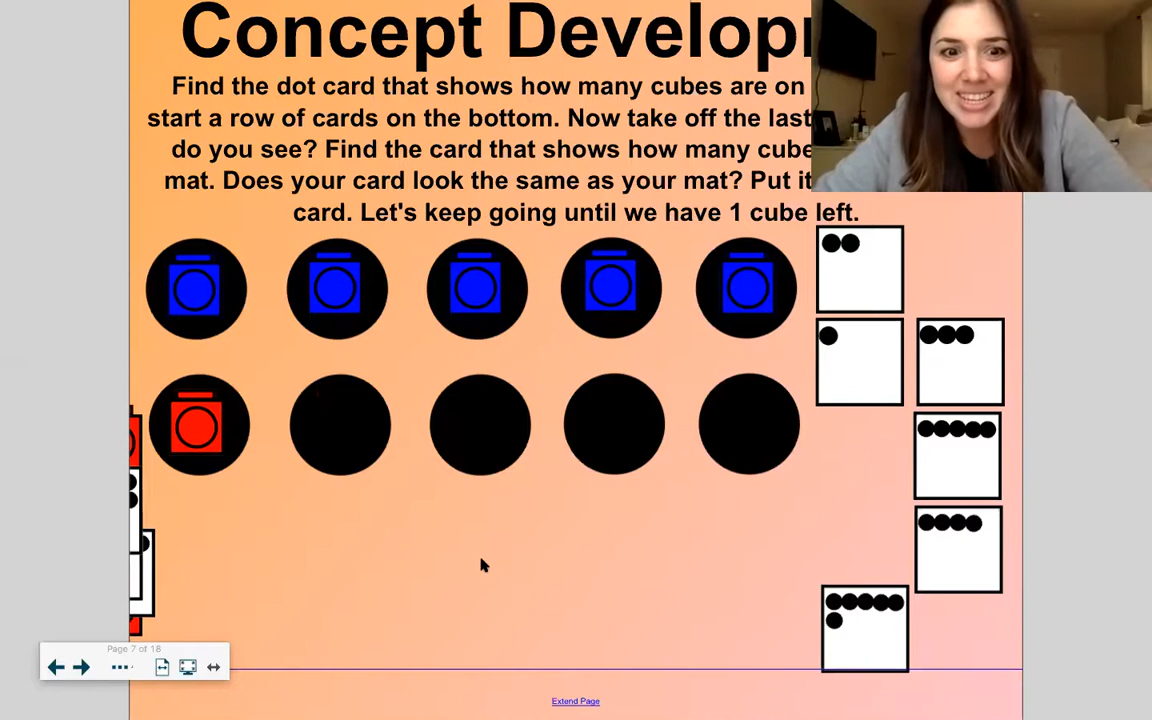 Concept Develop
Find the dot card that shows how many cubes are on
start a row of cards on the bottom. Now take off the last
do you see? Find the card that shows how many cube
mat. Does your card look the same as your mat? Put it
card. Let's keep going until we have 1 cube left.
Page 7 of 18
Extend Page